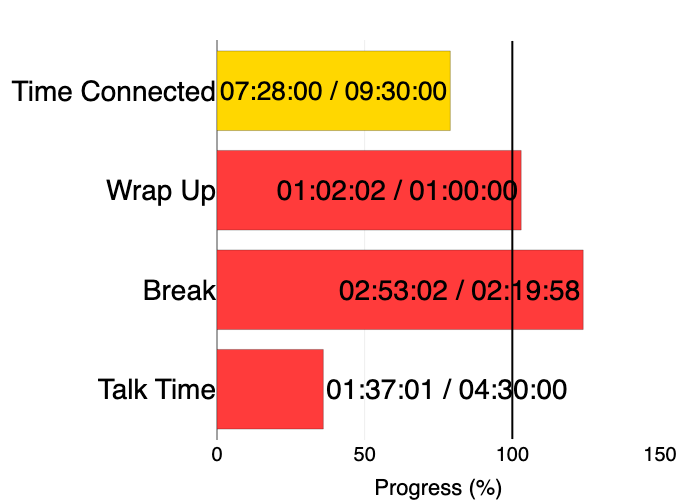 Time Connected 07:28:00 / 09:30:00
Wrap Up 01:02:02 / 01:00:00
Break 02:53:02 / 02:19:58
Talk Time 01:37:01 / 04:30:00
0 50 100 150
Progress (%)